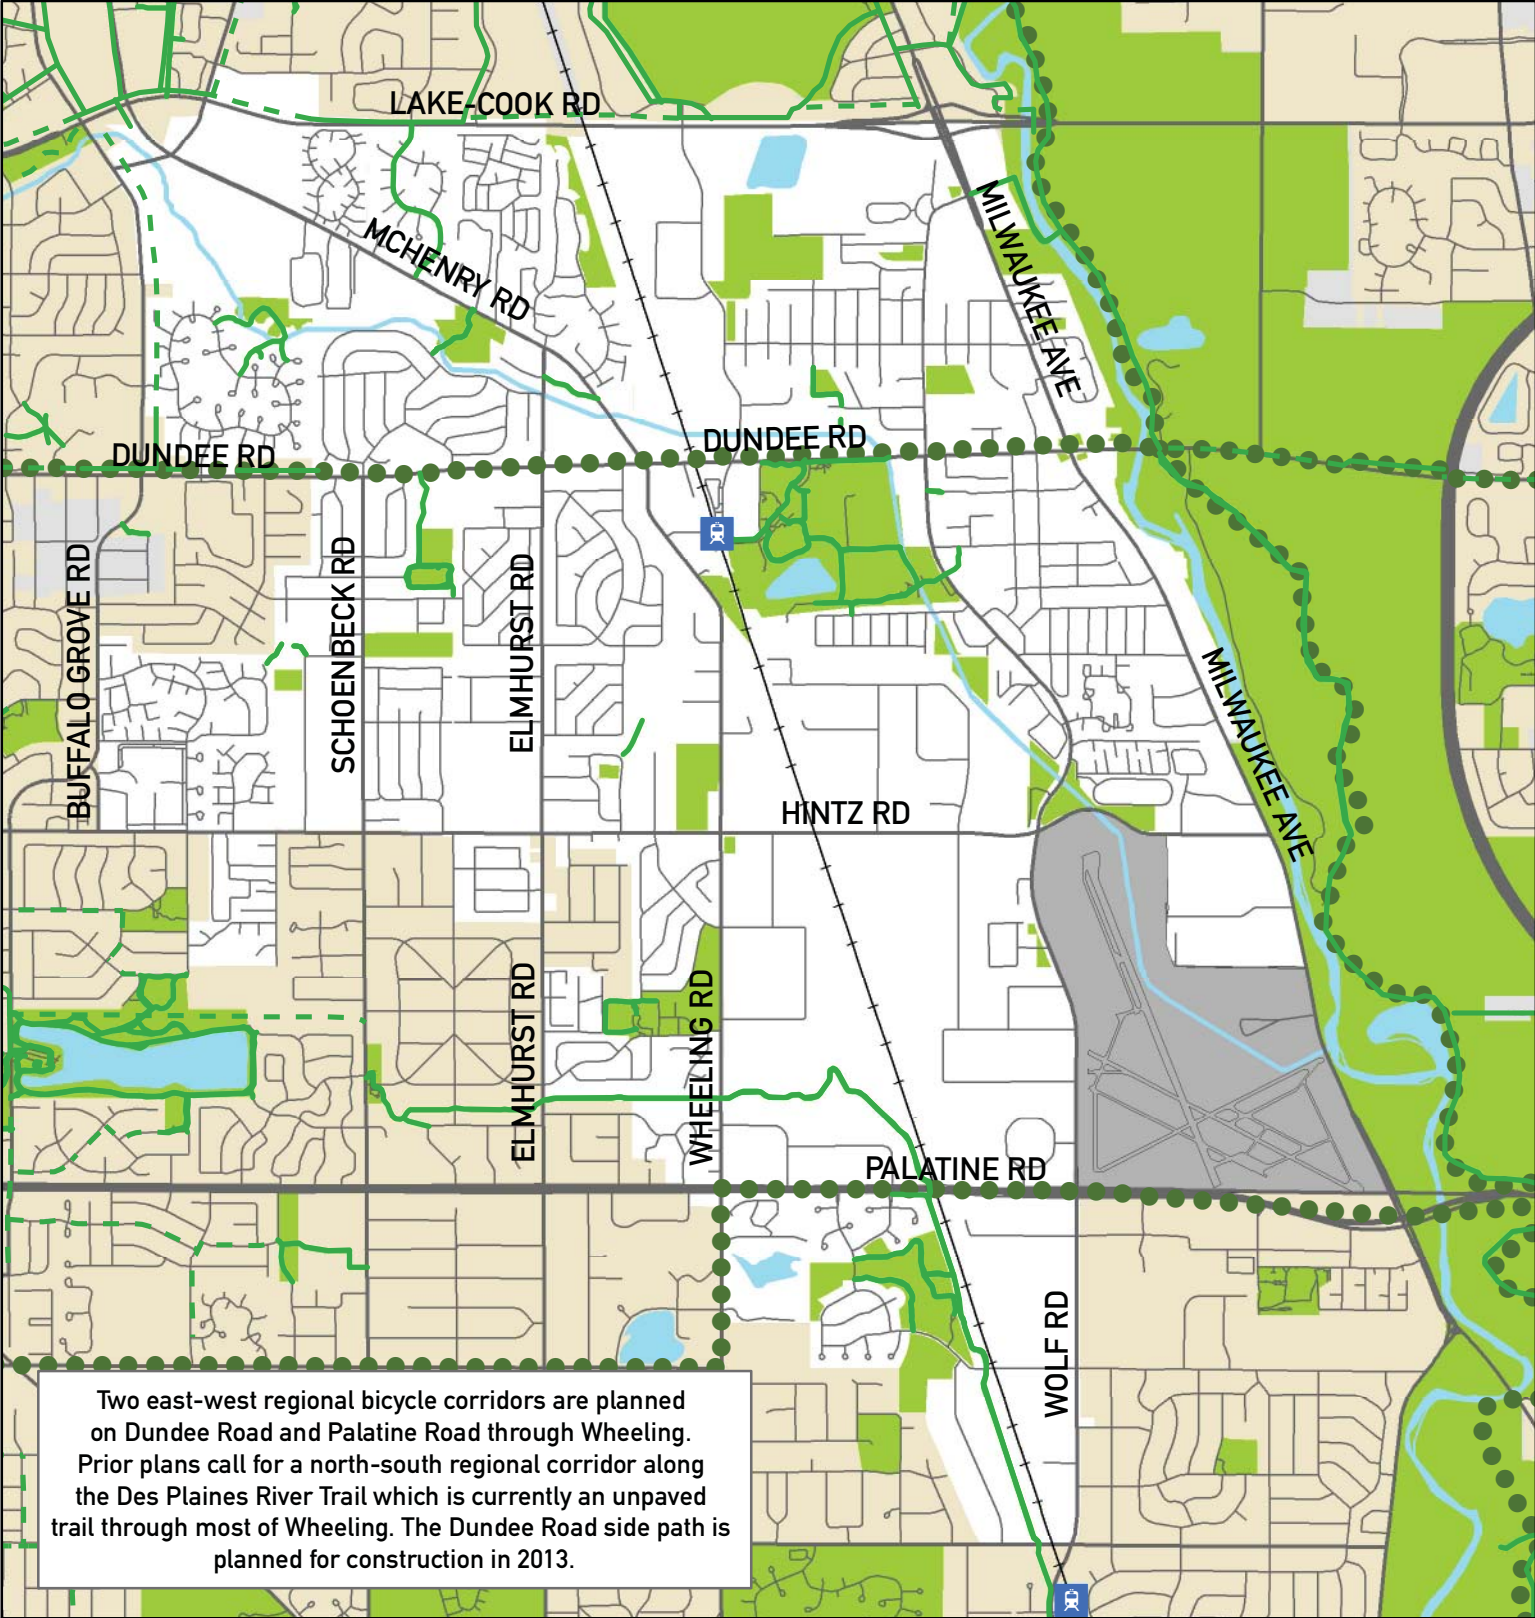 LAKE-COOK RD
MCHENRY RD
MILWAUKEE AVE
DUNDEE RD
DUNDEE RD
BUFFALO GROVE RD
SCHOENBECK RD
ELMHURST RD
MILWAUKEE AVE
HINTZ RD
ELMHURST RD
WHEELING RD
PALATINE RD
WOLF RD
Two east-west regional bicycle corridors are planned
on Dundee Road and Palatine Road through Wheeling.
Prior plans call for a north-south regional corridor along
the Des Plaines River Trail which is currently an unpaved
trail through most of Wheeling. The Dundee Road side path is
planned for construction in 2013.